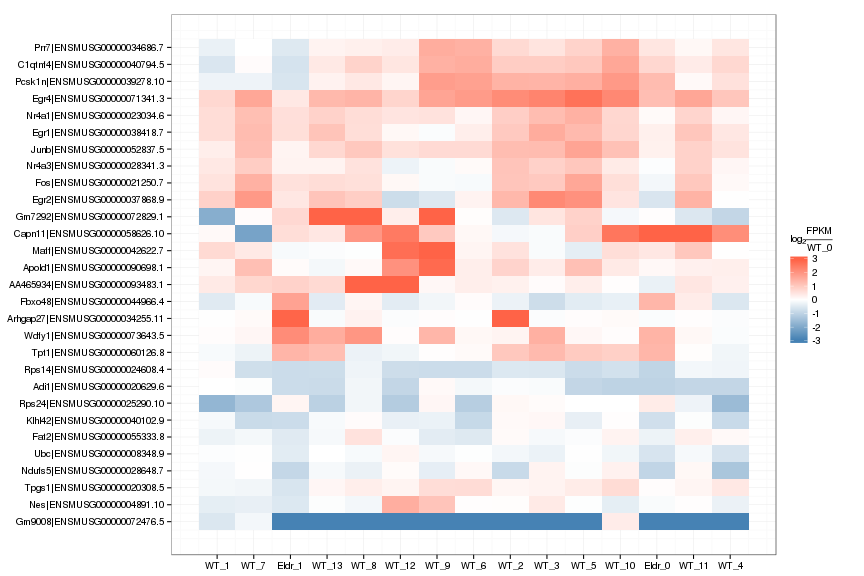 Prr7|ENSMUSG00000034686.7
C1qtnf4|ENSMUSG00000040794.5
Pcsk1n|ENSMUSG00000039278.10
Egr4|ENSMUSG00000071341.3
Nr4a1|ENSMUSG00000023034.6
Egr1|ENSMUSG00000038418.7
Junb|ENSMUSG00000052837.5
Nr4a3|ENSMUSG00000028341.3
Fos|ENSMUSG00000021250.7
Egr2|ENSMUSG00000037868.9
Gm7292|ENSMUSG00000072829.1
Capn11|ENSMUSG00000058626.10
Maff|ENSMUSG00000042622.7
Apold1|ENSMUSG00000090698.1
AA465934|ENSMUSG00000093483.1
Fbxo48|ENSMUSG00000044966.4
Arhgap27|ENSMUSG00000034255.11
Wdfy1|ENSMUSG00000073643.5
Tpt1|ENSMUSG00000060126.8
Rps14|ENSMUSG00000024608.4
Adi1|ENSMUSG00000020629.6
Rps24|ENSMUSG00000025290.10
Klhl42|ENSMUSG00000040102.9
Fat2|ENSMUSG00000055333.8
Ubc|ENSMUSG00000008348.9
Ndufs5|ENSMUSG00000028648.7
Tpgs1|ENSMUSG00000020308.5
Nes|ENSMUSG00000004891.10
Gm9008|ENSMUSG00000072476.5
WT_1 WT_7 Eldr_1 WT_13 WT_8 WT_12 WT_9 WT_6 WT_2 WT_3 WT_5 WT_10 Eldr_0 WT_11 WT_4
log2 FPKM
WT_0
3
2
1
0
-1
-2
-3